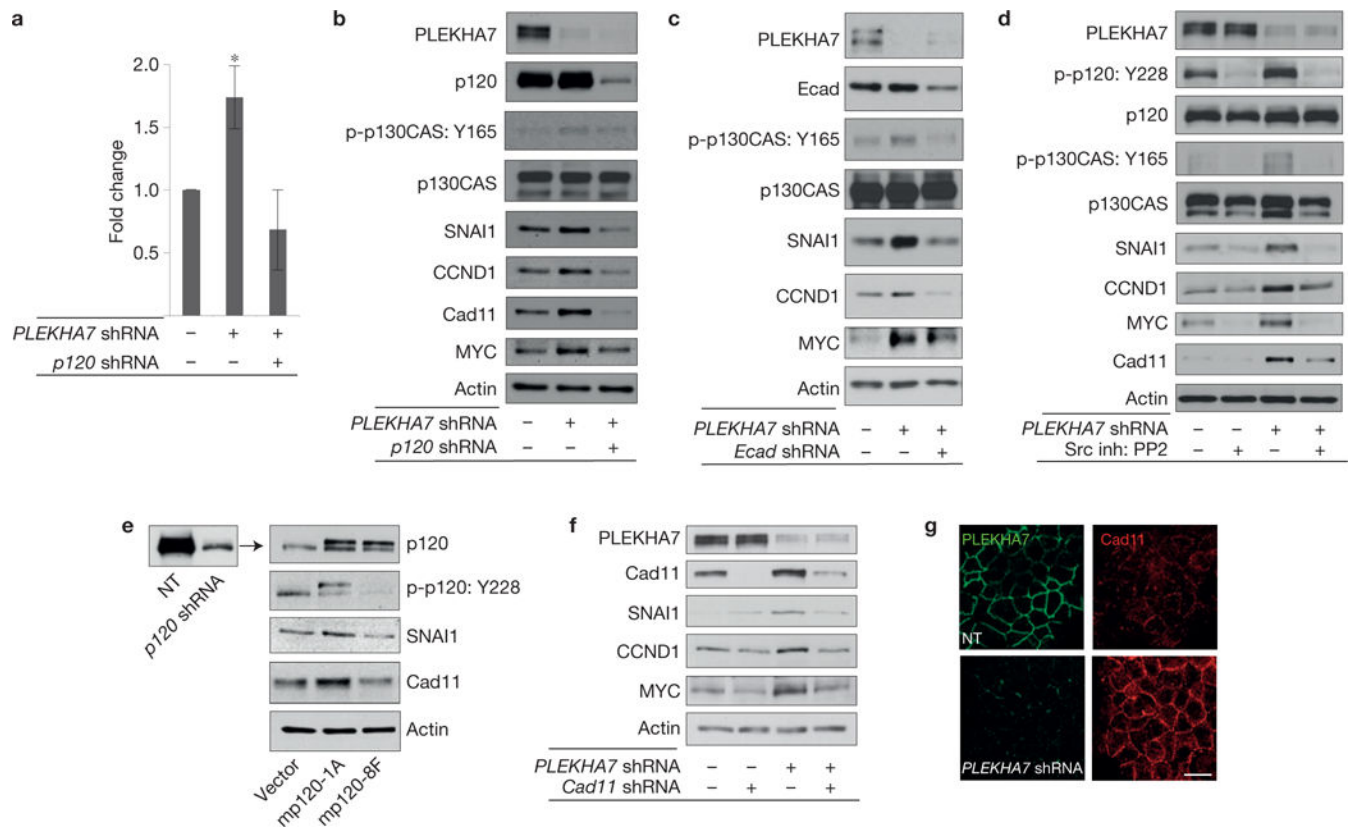 a
*
2.0
1.5
1.0
0.5
Fold change
PLEKHA7 shRNA – + +
p120 shRNA – – +
b
PLEKHA7
p120
p-p130CAS: Y165
p130CAS
SNAI1
CCND1
Cad11
MYC
Actin
PLEKHA7 shRNA – + +
p120 shRNA – – +
c
PLEKHA7
Ecad
p-p130CAS: Y165
p130CAS
SNAI1
CCND1
MYC
Actin
PLEKHA7 shRNA – + +
Ecad shRNA – – +
d
PLEKHA7
p-p120: Y228
p120
p-p130CAS: Y165
p130CAS
SNAI1
CCND1
MYC
Cad11
Actin
PLEKHA7 shRNA – – + +
Src inh: PP2 – + – +
e
NT
p120 shRNA
p120
p-p120: Y228
SNAI1
Cad11
Actin
Vector
mp120-1A
mp120-8F
f
PLEKHA7
Cad11
SNAI1
CCND1
MYC
Actin
PLEKHA7 shRNA – – + +
Cad11 shRNA – + – +
g
PLEKHA7
Cad11
NT
PLEKHA7 shRNA